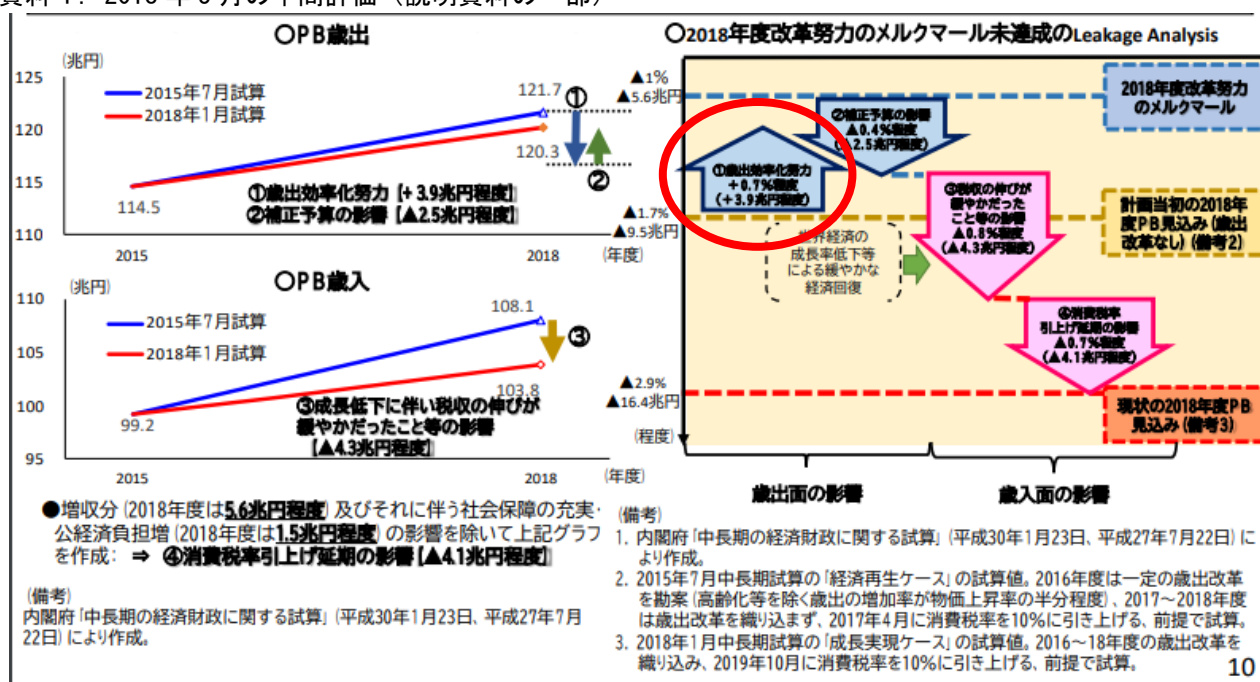 〇PB歳出
(兆円)
125
120
115
110
2015年7月試算
2018年1月試算
121.7
①
120.3
②
114.5
①歳出効率化努力 [+3.9兆円程度]
②補正予算の影響 [▲2.5兆円程度]
2015
2018
(年度)
〇PB歳入
(兆円)
110
105
100
95
2015年7月試算
2018年1月試算
108.1
③
103.8
99.2
③成長低下に伴い税収の伸びが
緩やかだったこと等の影響
[▲4.3兆円程度]
2015
2018
(年度)
●増収分(2018年度は5.6兆円程度)及びそれに伴う社会保障の充実・
公経済負担増(2018年度は1.5兆円程度)の影響を除いて上記グラフ
を作成: ⇒ ④消費税率引上げ延期の影響[▲4.1兆円程度]
(備考)
内閣府「中長期の経済財政に関する試算」(平成30年1月23日、平成27年7月
22日)により作成。
〇2018年度改革努力のメルクマール未達成のLeakage Analysis
▲1%
▲5.6兆円
▲1.7%
▲9.5兆円
▲2.9%
▲16.4兆円
(程度)
①歳出効率化努力
+0.7%程度
(+3.9兆円程度)
②補正予算の影響
▲0.4%程度
(▲2.5兆円程度)
③税収の伸びが
緩やかだった
こと等の影響
▲0.8%程度
(▲4.3兆円程度)
世界経済の
成長率低下等
による緩やかな
経済回復
④消費税率
引上げ延期の影響
▲0.7%程度
(▲4.1兆円程度)
2018年度改革努力
のメルクマール
計画当初の2018年
度PB見込み(歳出
改革なし)(備考2)
現状の2018年度PB
見込み(備考3)
歳出面の影響
歳入面の影響
(備考)
1. 内閣府「中長期の経済財政に関する試算」(平成30年1月23日、平成27年7月22日)に
より作成。
2. 2015年7月中長期試算の「経済再生ケース」の試算値。2016年度は一定の歳出改革
を勘案(高齢化等を除く歳出の増加率が物価上昇率の半分程度)、2017～2018年度
は歳出改革を織り込まず、2017年4月に消費税率を10%に引き上げる、前提で試算。
3. 2018年1月中長期試算の「成長実現ケース」の試算値。2016～18年度の歳出改革を
織り込み、2019年10月に消費税率を10%に引き上げる、前提で試算。
10